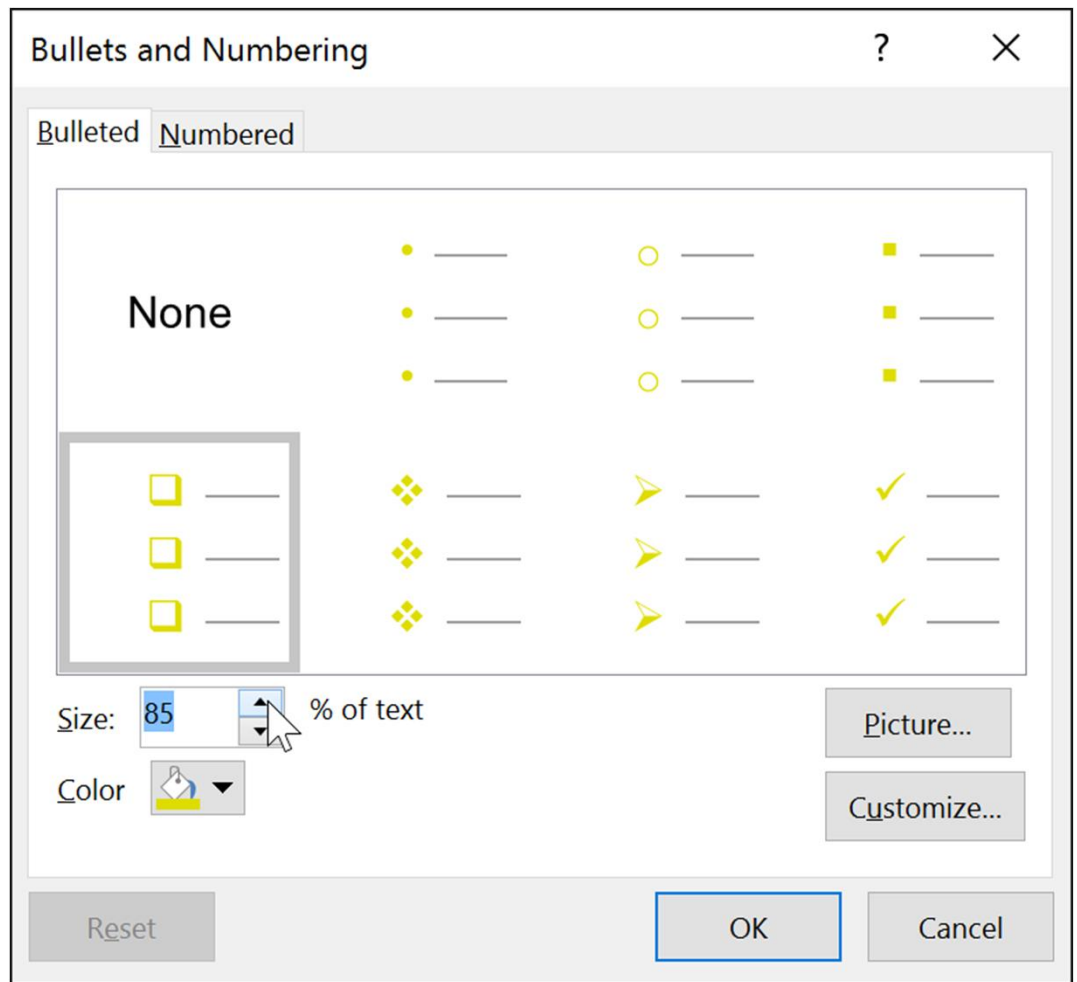 Bullets and Numbering ?
Bulleted Numbered
None
Size: 85 % of text
Picture...
Color
Customize...
Reset OK Cancel